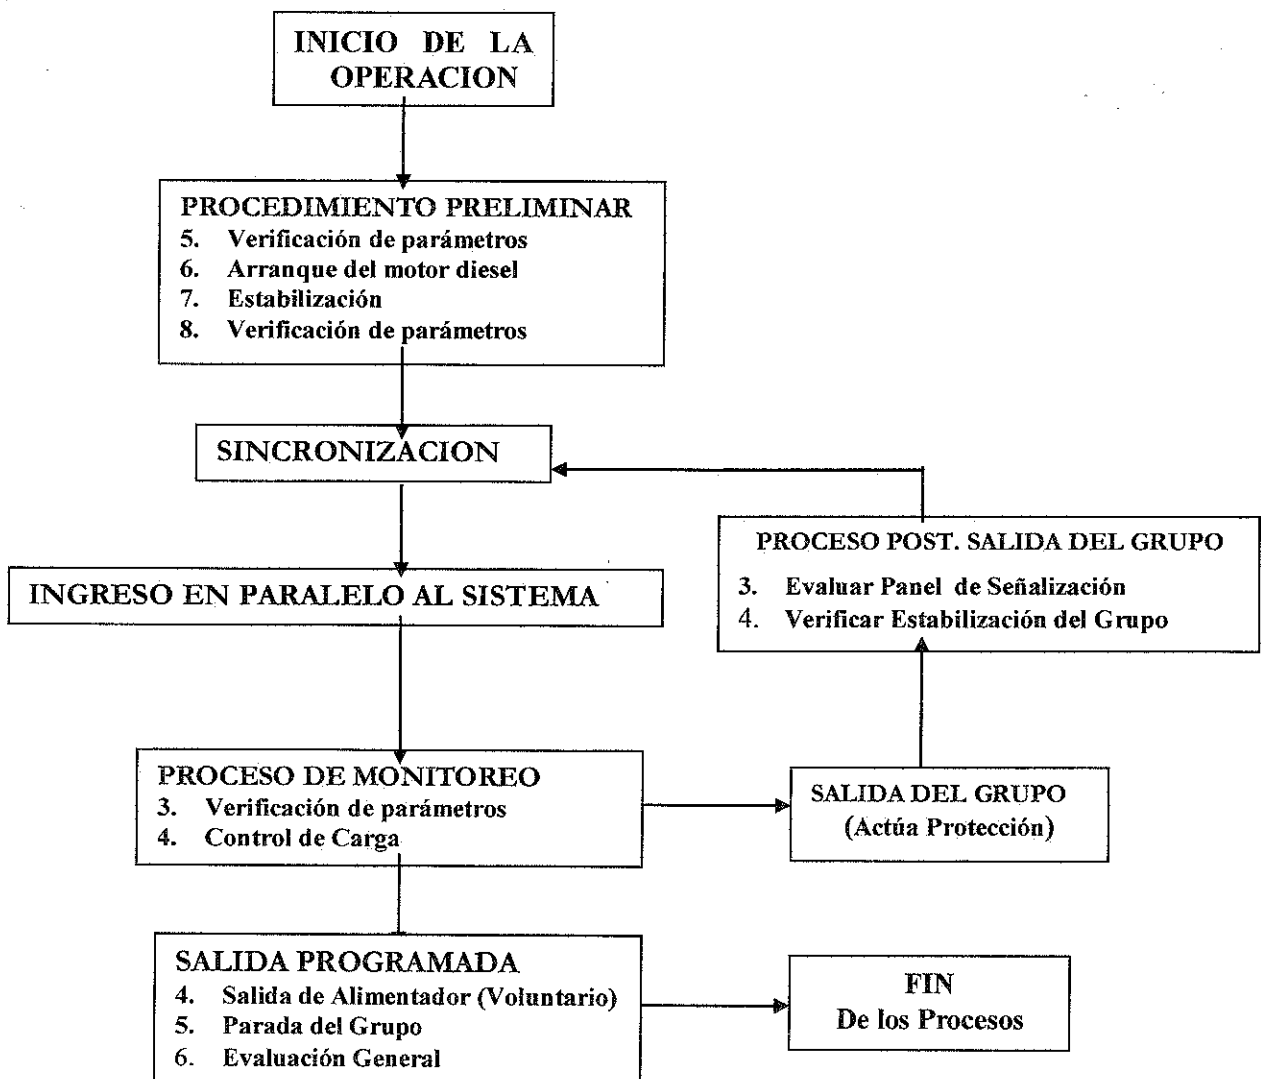 INICIO DE LA
OPERACION
PROCEDIMIENTO PRELIMINAR
5. Verificación de parámetros
6. Arranque del motor diesel
7. Estabilización
8. Verificación de parámetros
SINCRONIZACION
INGRESO EN PARALELO AL SISTEMA
PROCESO POST. SALIDA DEL GRUPO
3. Evaluar Panel de Señalización
4. Verificar Estabilización del Grupo
PROCESO DE MONITOREO
3. Verificación de parámetros
4. Control de Carga
SALIDA DEL GRUPO
(Actúa Protección)
SALIDA PROGRAMADA
4. Salida de Alimentador (Voluntario)
5. Parada del Grupo
6. Evaluación General
FIN
De los Procesos